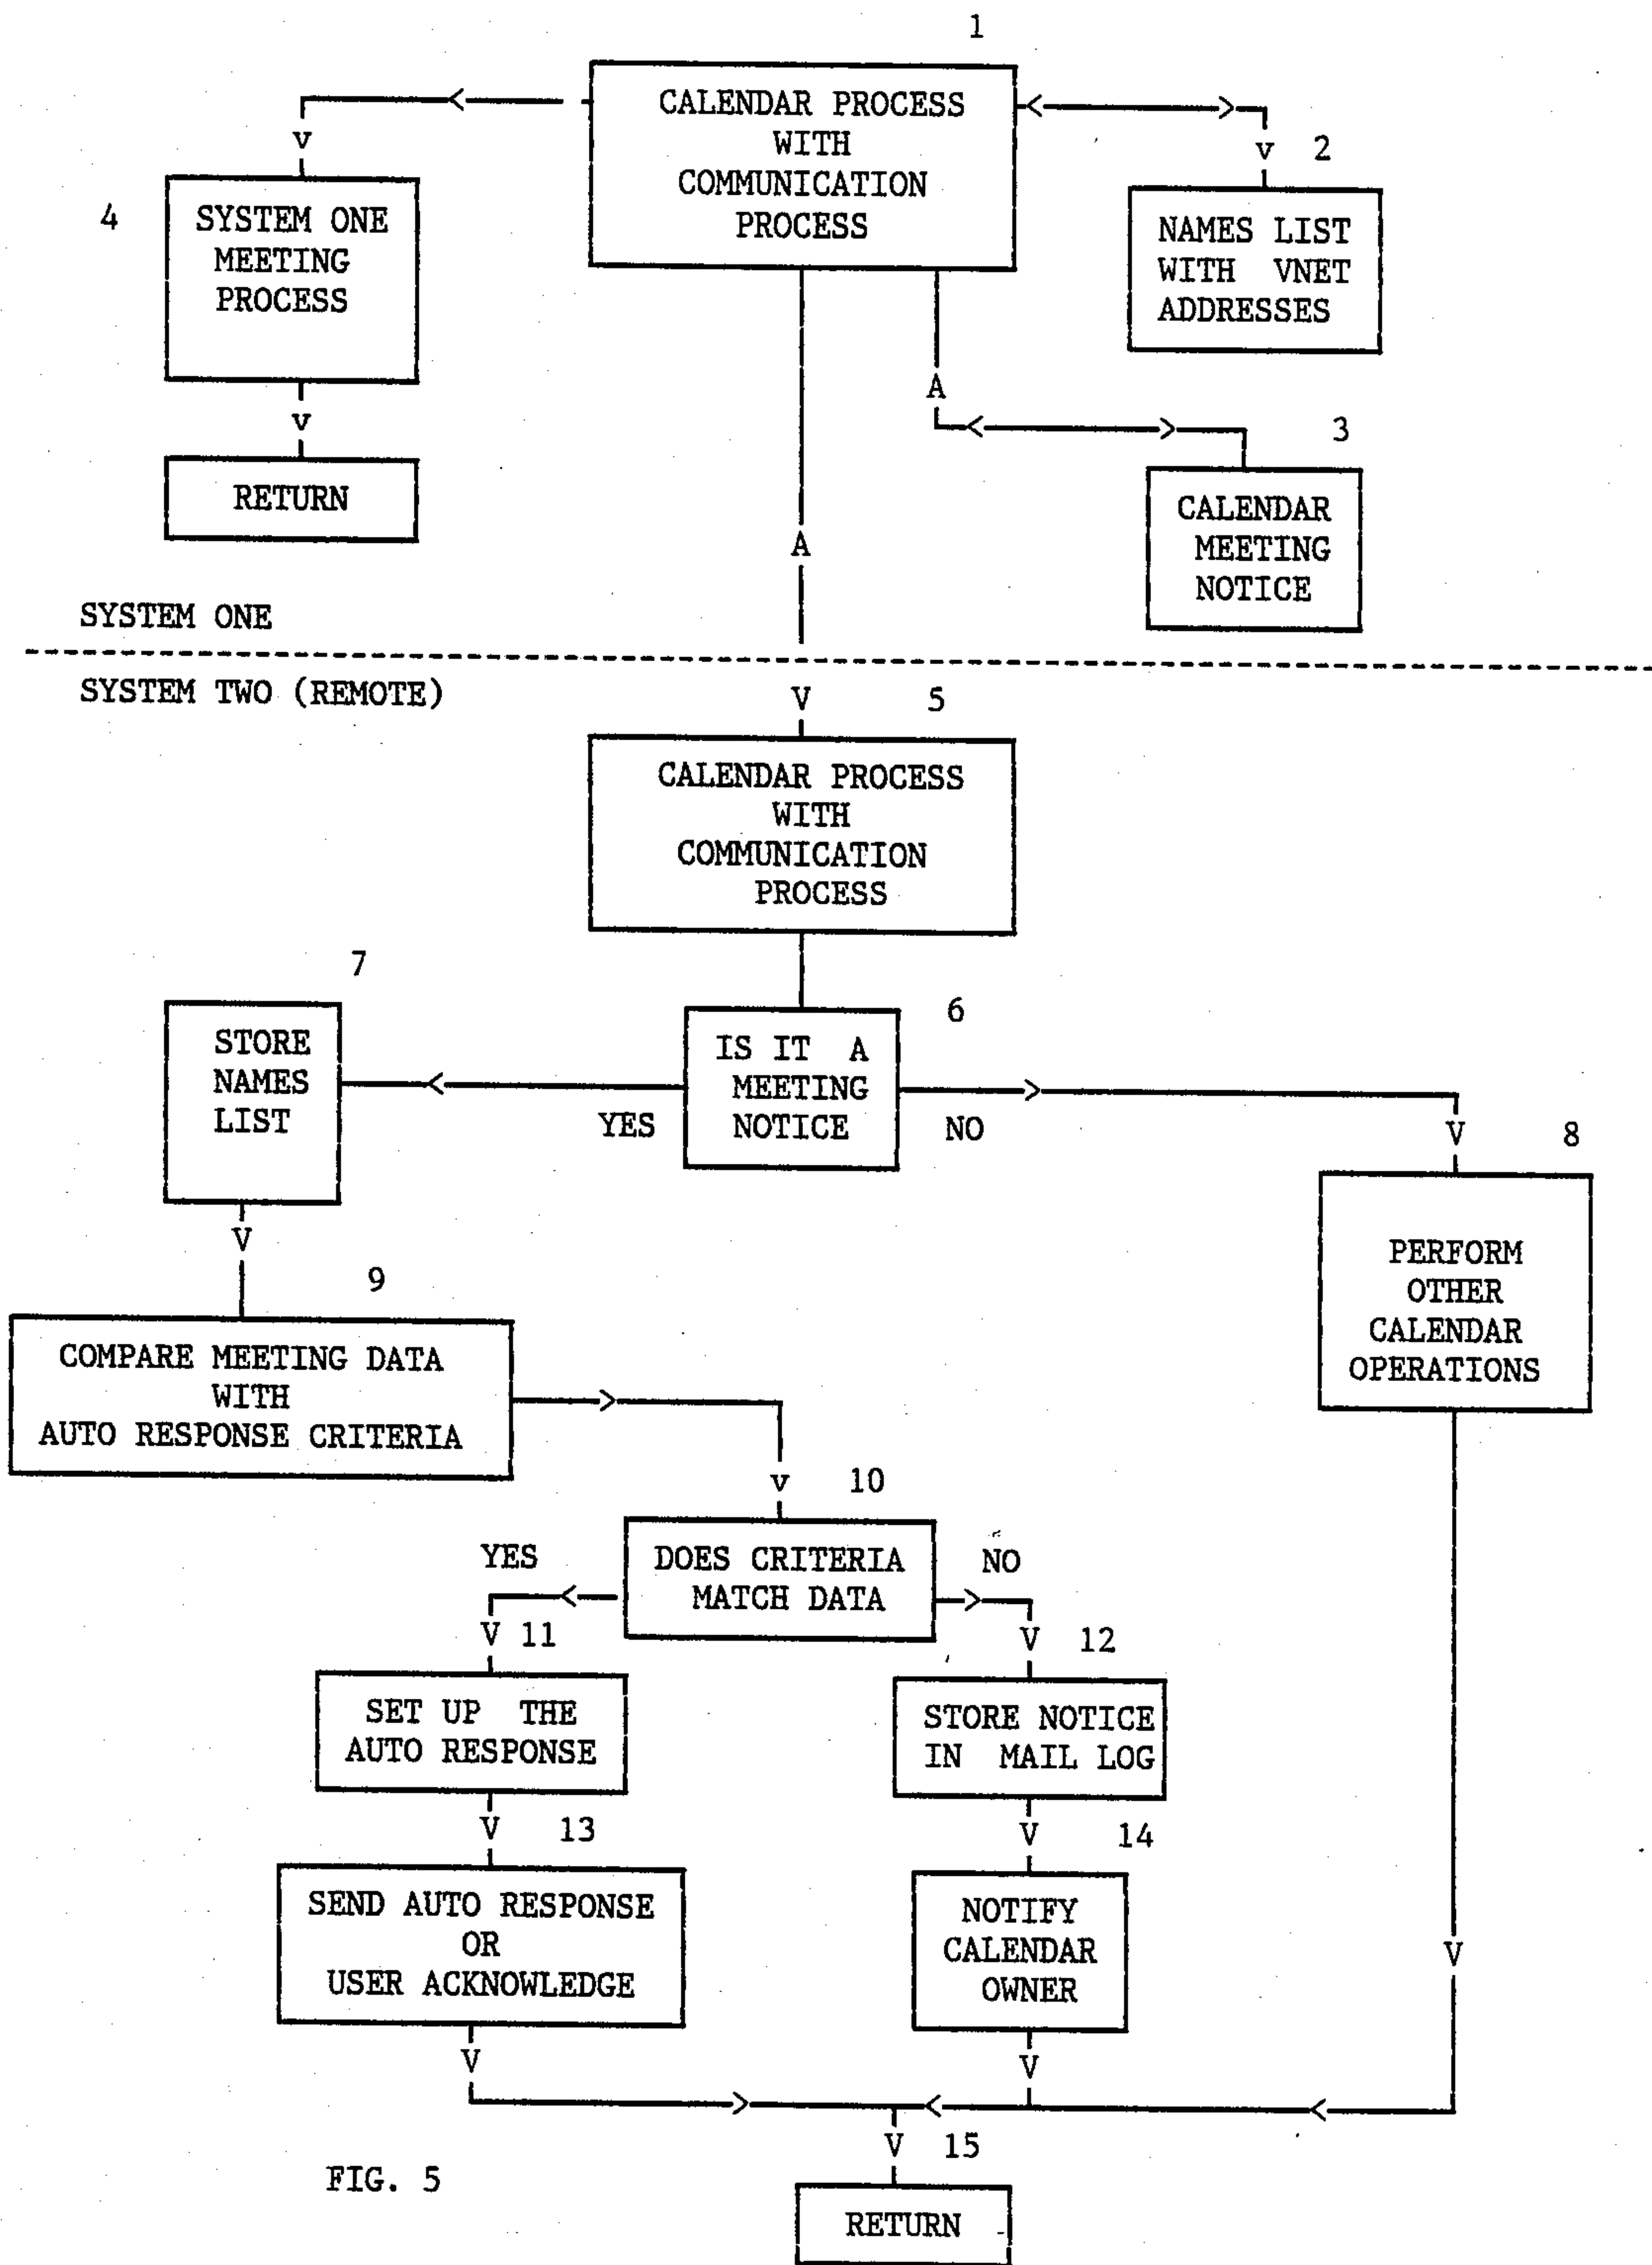 1
CALENDAR PROCESS
WITH
COMMUNICATION
PROCESS
2
NAMES LIST
WITH VNET
ADDRESSES
4
SYSTEM ONE
MEETING
PROCESS
RETURN
3
CALENDAR
MEETING
NOTICE
SYSTEM ONE
SYSTEM TWO (REMOTE)
5
CALENDAR PROCESS
WITH
COMMUNICATION
PROCESS
7
STORE
NAMES
LIST
6
IS IT A
MEETING
NOTICE
YES
NO
8
PERFORM
OTHER
CALENDAR
OPERATIONS
9
COMPARE MEETING DATA
WITH
AUTO RESPONSE CRITERIA
10
DOES CRITERIA
MATCH DATA
YES
NO
11
SET UP THE
AUTO RESPONSE
12
STORE NOTICE
IN MAIL LOG
13
SEND AUTO RESPONSE
OR
USER ACKNOWLEDGE
14
NOTIFY
CALENDAR
OWNER
15
RETURN
FIG. 5